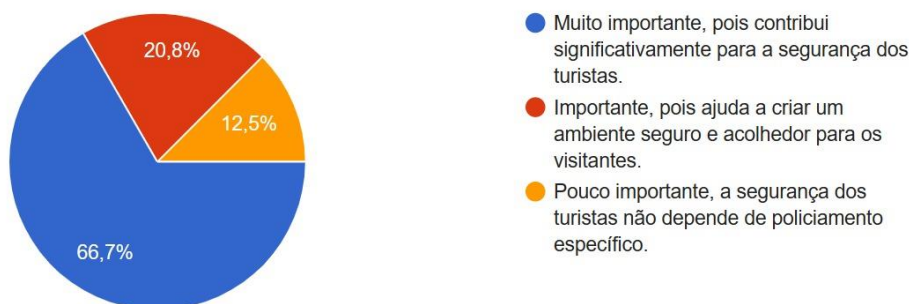 20,8%
12,5%
66,7%
Muito importante, pois contribui
significativamente para a segurança dos
turistas.
Importante, pois ajuda a criar um
ambiente seguro e acolhedor para os
visitantes.
Pouco importante, a segurança dos
turistas não depende de policiamento
específico.